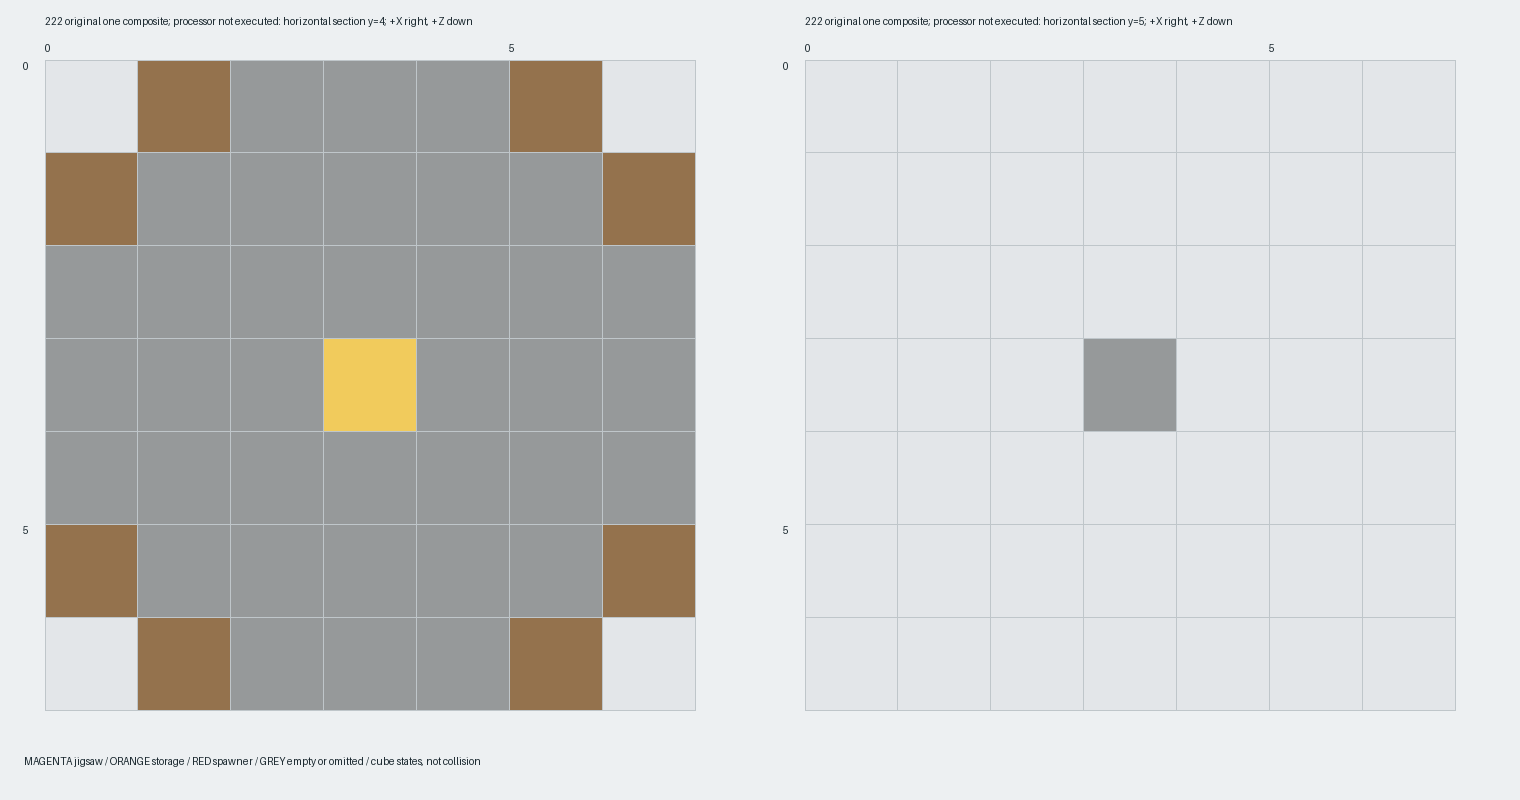 222 original one composite; processor not executed: horizontal section y=4; +X right, +Z down
0 5
0
5
222 original one composite; processor not executed: horizontal section y=5; +X right, +Z down
0 5
0
5
MAGENTA jigsaw / ORANGE storage / RED spawner / GREY empty or omitted / cube states, not collision